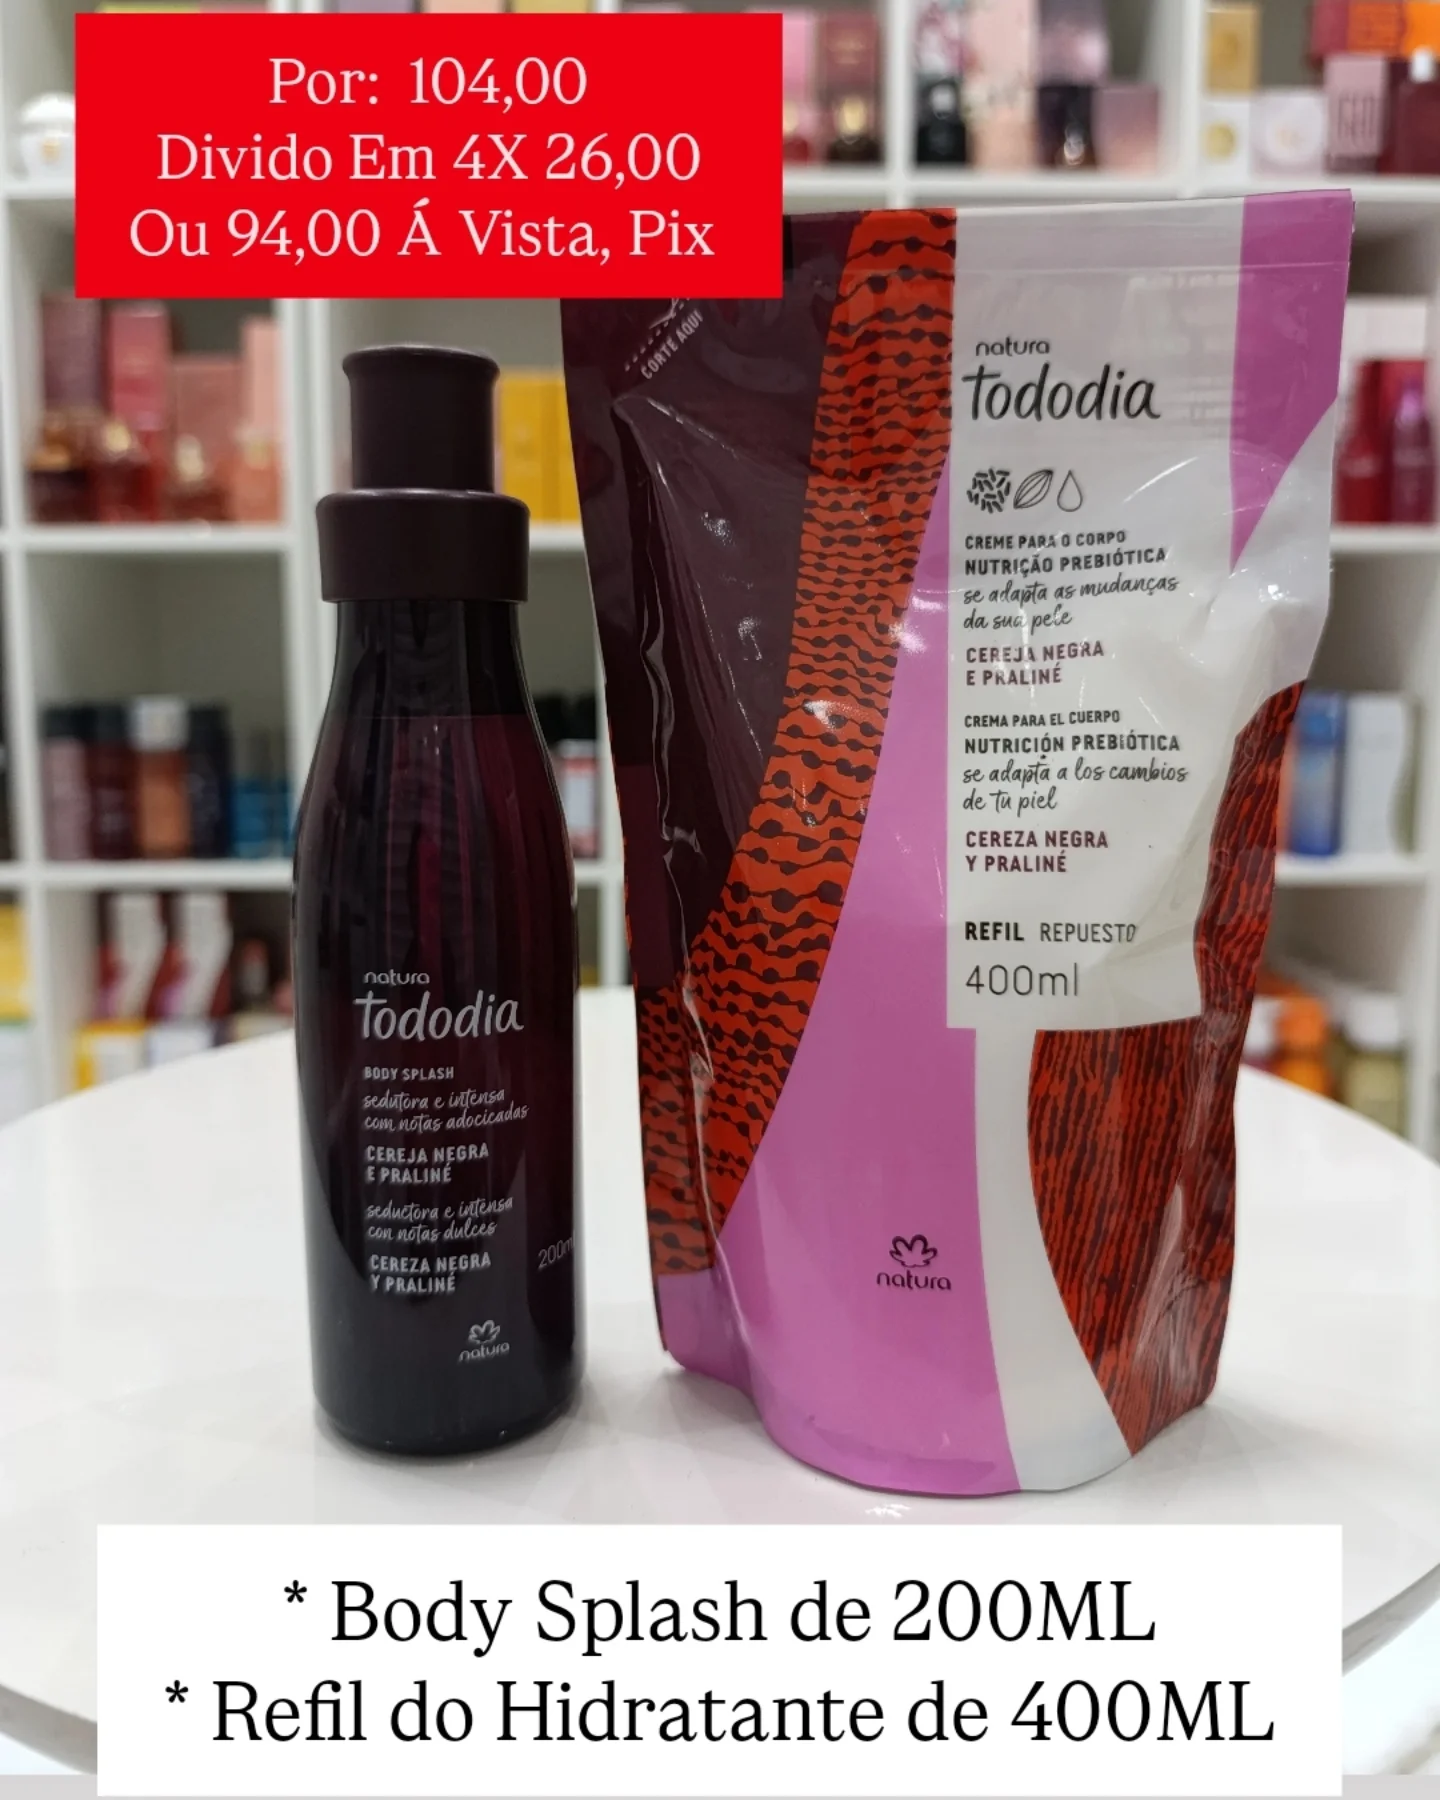 Por: 104,00
Divido Em 4X 26,00
Ou 94,00 Á Vista, Pix
CORTE AQUI
natura
Tododia
CREME PARA O CORPO
NUTRIÇÃO PREBIÓTICA
se adapta as mudanças
da sua pele
CEREJA NEGRA
E PRALINÉ
CREMA PARA EL CUERPO
NUTRICIÓN PREBIÓTICA
se adapta a los cambios
de tu piel
CEREZA NEGRA
Y PRALINÉ
REFIL REPUESTO
400ml
natura
natura
Tododia
BODY SPLASH
sedutora e intensa
com notas adocicadas
CEREJA NEGRA
E PRALINÉ
seductora e intensa
con notas dulces
CEREZA NEGRA
Y PRALINÉ
200m
natura
* Body Splash de 200ML
* Refil do Hidratante de 400ML